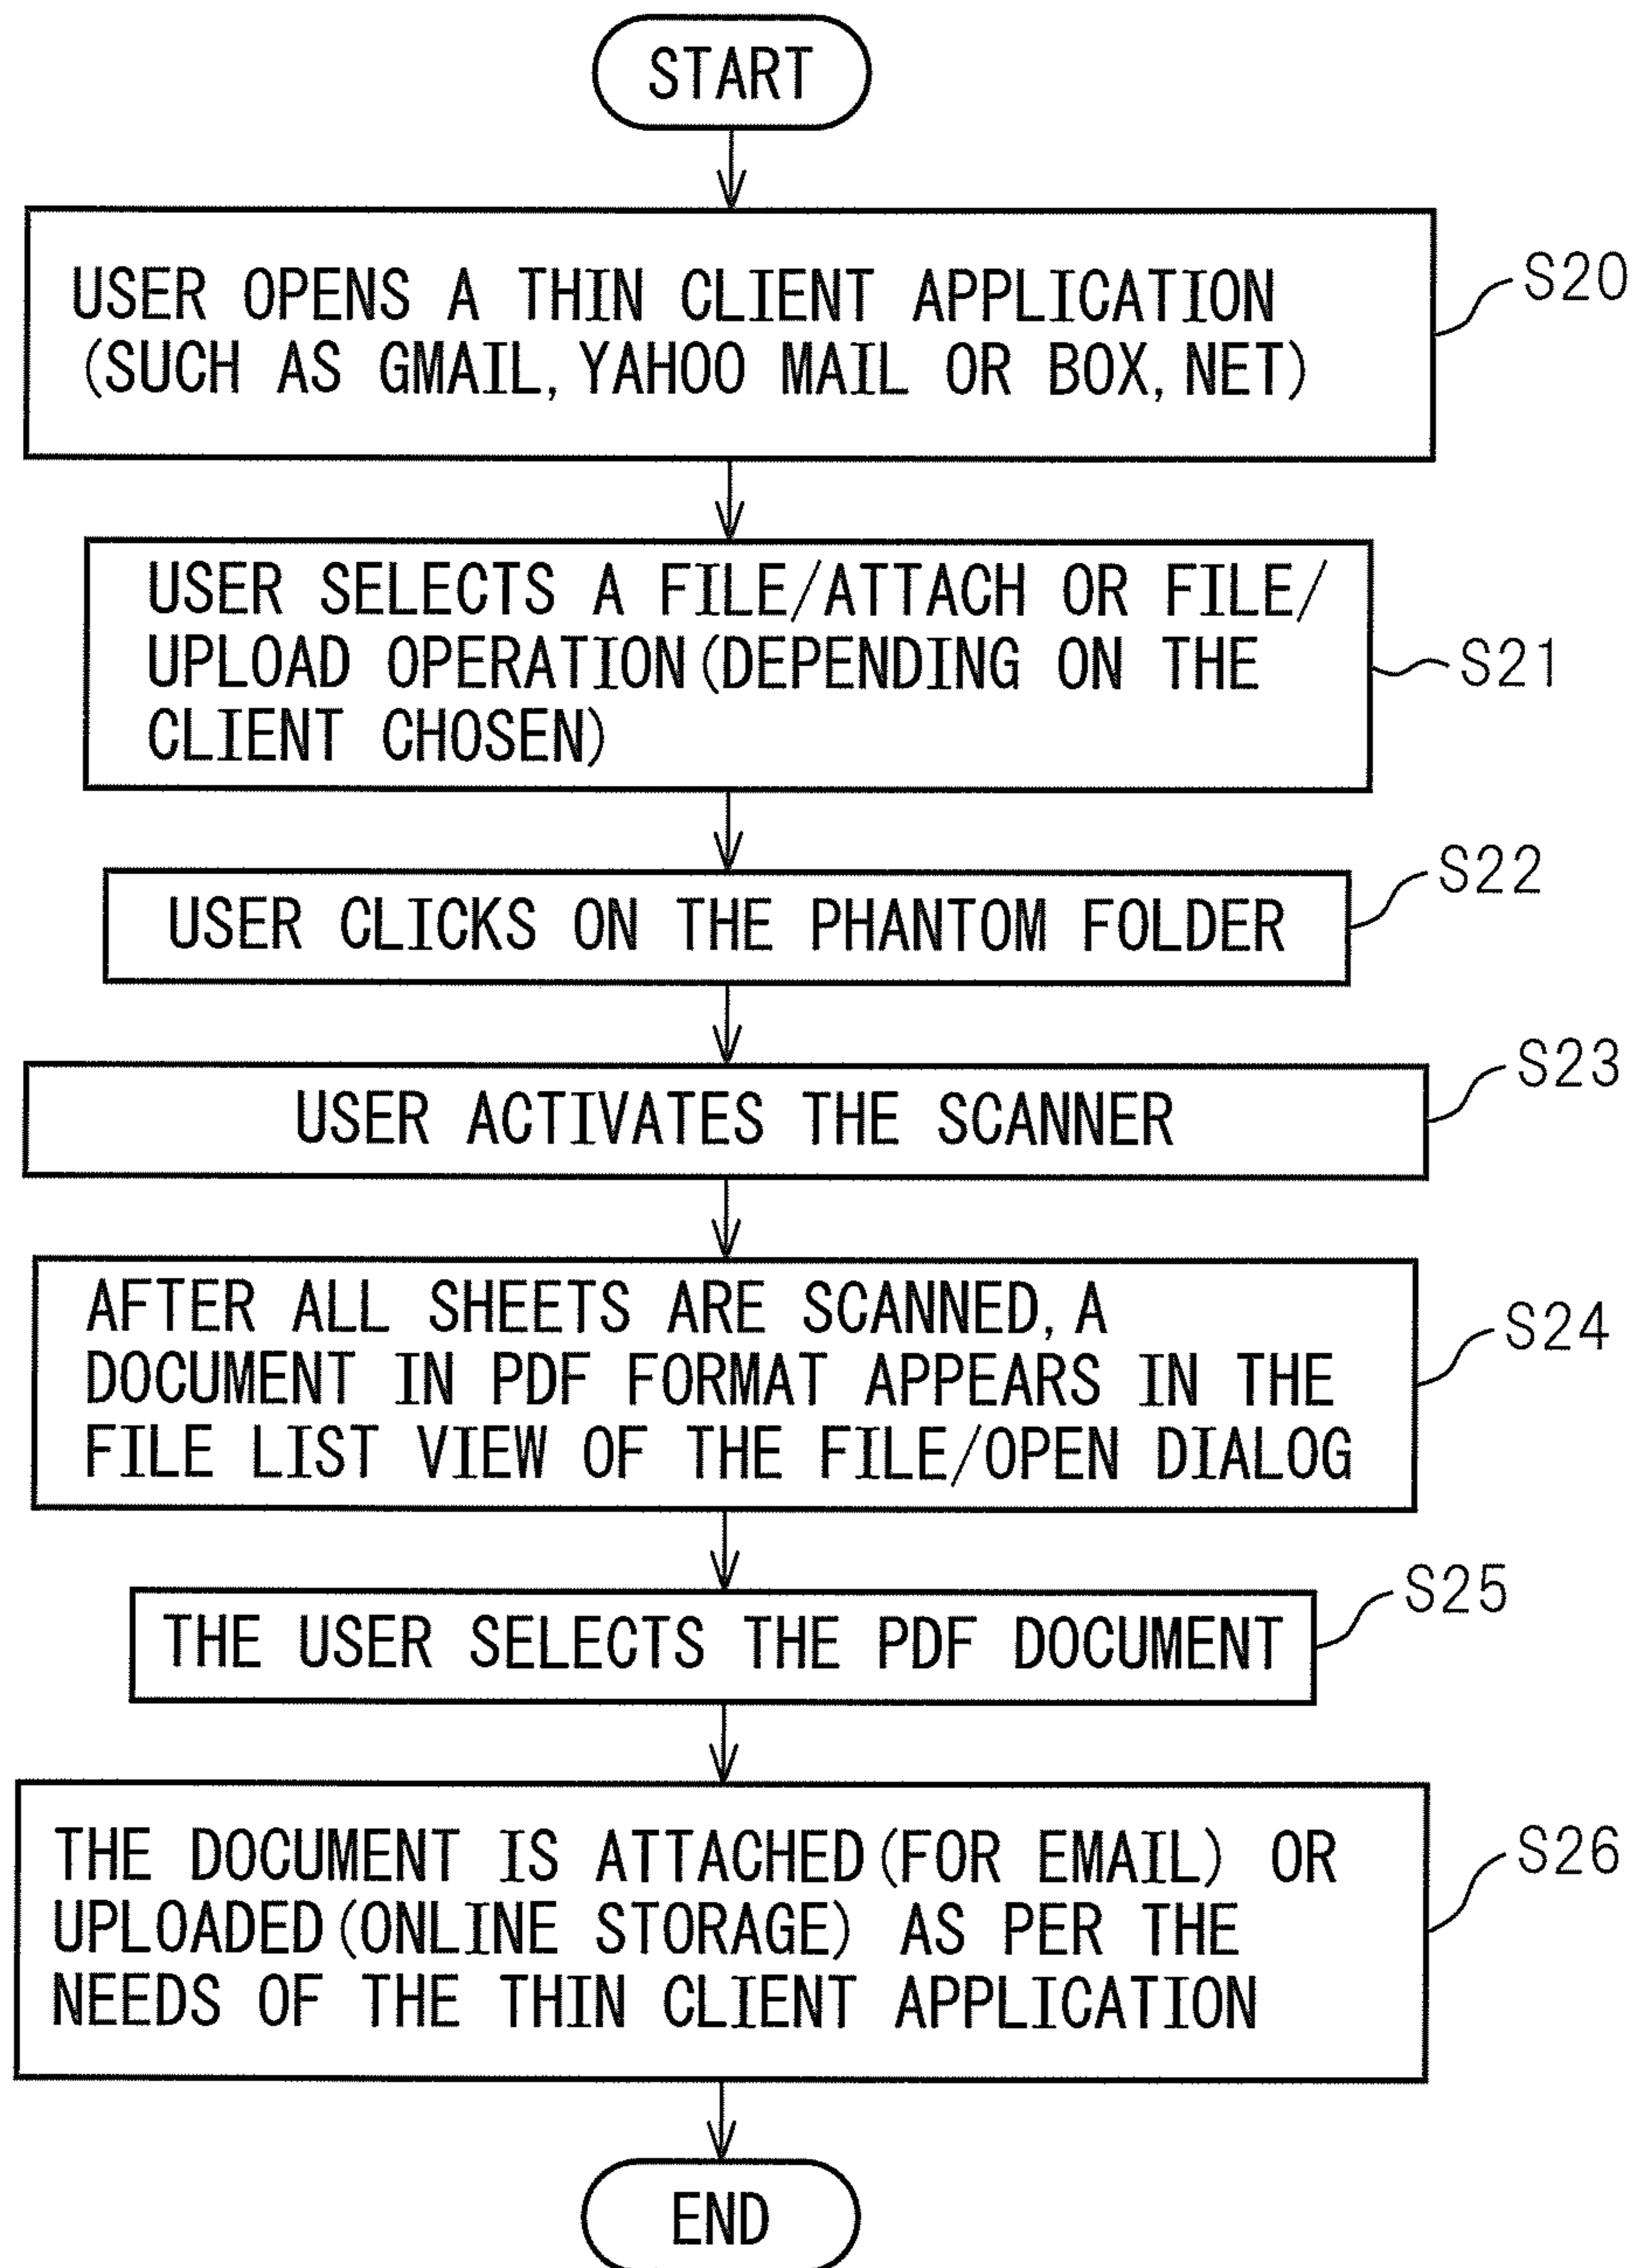 START
USER OPENS A THIN CLIENT APPLICATION
(SUCH AS GMAIL, YAHOO MAIL OR BOX, NET)
S20
USER SELECTS A FILE/ATTACH OR FILE/
UPLOAD OPERATION(DEPENDING ON THE
CLIENT CHOSEN)
S21
USER CLICKS ON THE PHANTOM FOLDER
S22
USER ACTIVATES THE SCANNER
S23
AFTER ALL SHEETS ARE SCANNED, A
DOCUMENT IN PDF FORMAT APPEARS IN THE
FILE LIST VIEW OF THE FILE/OPEN DIALOG
S24
THE USER SELECTS THE PDF DOCUMENT
S25
THE DOCUMENT IS ATTACHED(FOR EMAIL) OR
UPLOADED(ONLINE STORAGE) AS PER THE
NEEDS OF THE THIN CLIENT APPLICATION
S26
END